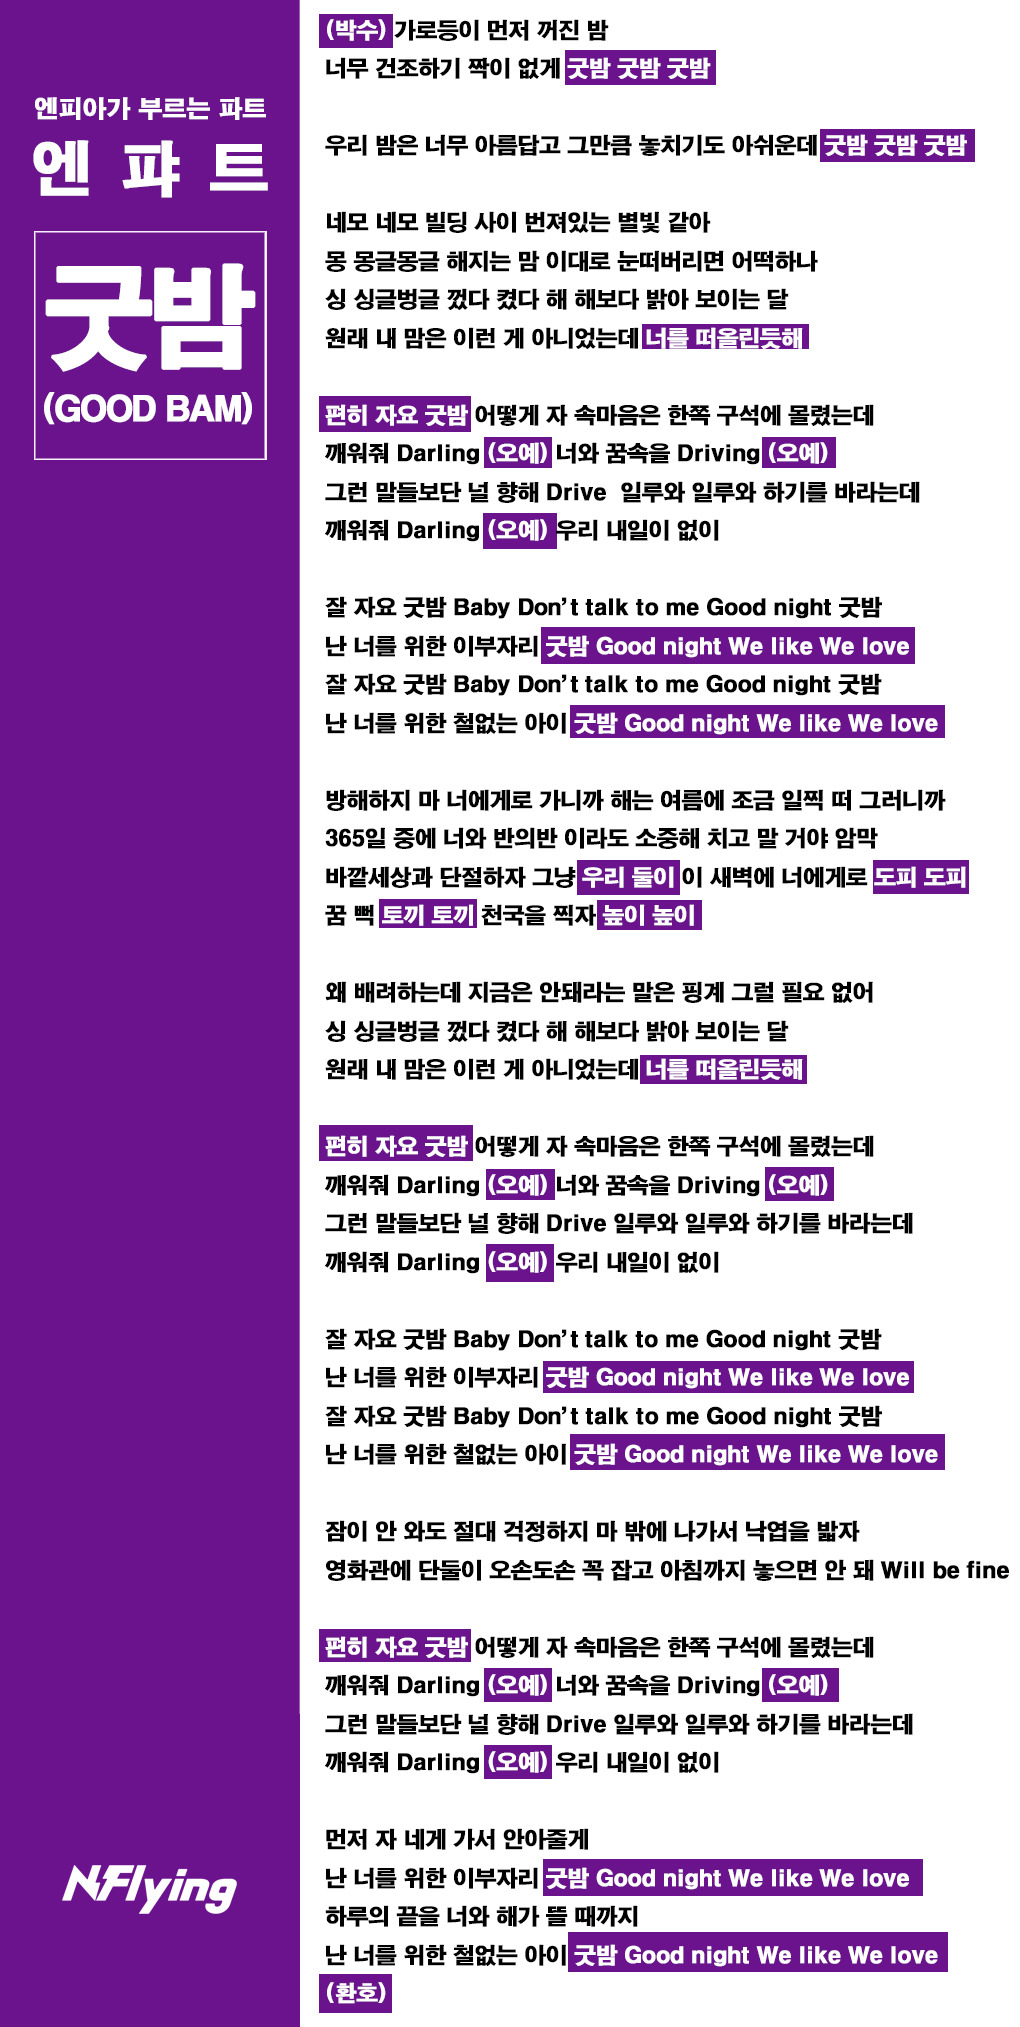 엔피아가 부르는 파트
엔 파 트
굿밤
(GOOD BAM)
(박수) 가로등이 먼저 꺼진 밤
너무 건조하기 짝이 없게 굿밤 굿밤 굿밤
우리 밤은 너무 아름답고 그만큼 놓치기도 아쉬운데 굿밤 굿밤 굿밤
네모 네모 빌딩 사이 번져있는 별빛 같아
몽 몽글몽글 해지는 맘 이대로 눈떠버리면 어떡하나
싱 싱글벙글 껐다 켰다 해 해보다 밝아 보이는 달
원래 내 맘은 이런 게 아니었는데 너를 떠올린듯해
편히 자요 굿밤 어떻게 자 속마음은 한쪽 구석에 몰렸는데
깨워줘 Darling (오예) 너와 꿈속을 Driving (오예)
그런 말들보단 널 향해 Drive 일루와 일루와 하기를 바라는데
깨워줘 Darling (오예) 우리 내일이 없이
잘 자요 굿밤 Baby Don't talk to me Good night 굿밤
난 너를 위한 이부자리 굿밤 Good night We like We love
잘 자요 굿밤 Baby Don't talk to me Good night 굿밤
난 너를 위한 철없는 아이 굿밤 Good night We like We love
방해하지 마 너에게로 가니까 해는 여름에 조금 일찍 떠 그러니까
365일 중에 너와 반의반 이라도 소중해 치고 말 거야 암막
바깥세상과 단절하자 그냥 우리 둘이 이 새벽에 너에게로 도피 도피
꿈 뻑 토끼 토끼 천국을 찍자 높이 높이
왜 배려하는데 지금은 안돼라는 말은 핑계 그럴 필요 없어
싱 싱글벙글 껐다 켰다 해 해보다 밝아 보이는 달
원래 내 맘은 이런 게 아니었는데 너를 떠올린듯해
편히 자요 굿밤 어떻게 자 속마음은 한쪽 구석에 몰렸는데
깨워줘 Darling (오예) 너와 꿈속을 Driving (오예)
그런 말들보단 널 향해 Drive 일루와 일루와 하기를 바라는데
깨워줘 Darling (오예) 우리 내일이 없이
잘 자요 굿밤 Baby Don't talk to me Good night 굿밤
난 너를 위한 이부자리 굿밤 Good night We like We love
잘 자요 굿밤 Baby Don't talk to me Good night 굿밤
난 너를 위한 철없는 아이 굿밤 Good night We like We love
잠이 안 와도 절대 걱정하지 마 밖에 나가서 낙엽을 밟자
영화관에 단둘이 오손도손 꼭 잡고 아침까지 놓으면 안 돼 Will be fine
편히 자요 굿밤 어떻게 자 속마음은 한쪽 구석에 몰렸는데
깨워줘 Darling (오예) 너와 꿈속을 Driving (오예)
그런 말들보단 널 향해 Drive 일루와 일루와 하기를 바라는데
깨워줘 Darling (오예) 우리 내일이 없이
먼저 자 네게 가서 안아줄게
난 너를 위한 이부자리 굿밤 Good night We like We love
하루의 끝을 너와 해가 뜰 때까지
난 너를 위한 철없는 아이 굿밤 Good night We like We love
(환호)
N.Flying